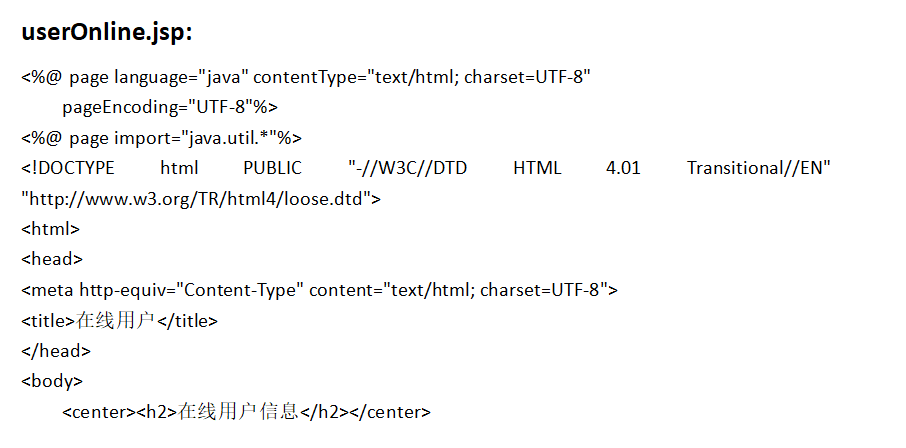 userOnline.jsp:
<%@ page language="java" contentType="text/html; charset=UTF-8"
pageEncoding="UTF-8"%>
<%@ page import="java.util.*"%>
<!DOCTYPE html PUBLIC "-//W3C//DTD HTML 4.01 Transitional//EN"
"http://www.w3.org/TR/html4/loose.dtd">
<html>
<head>
<meta http-equiv="Content-Type" content="text/html; charset=UTF-8">
<title>在线用户</title>
</head>
<body>
<center><h2>在线用户信息</h2></center>